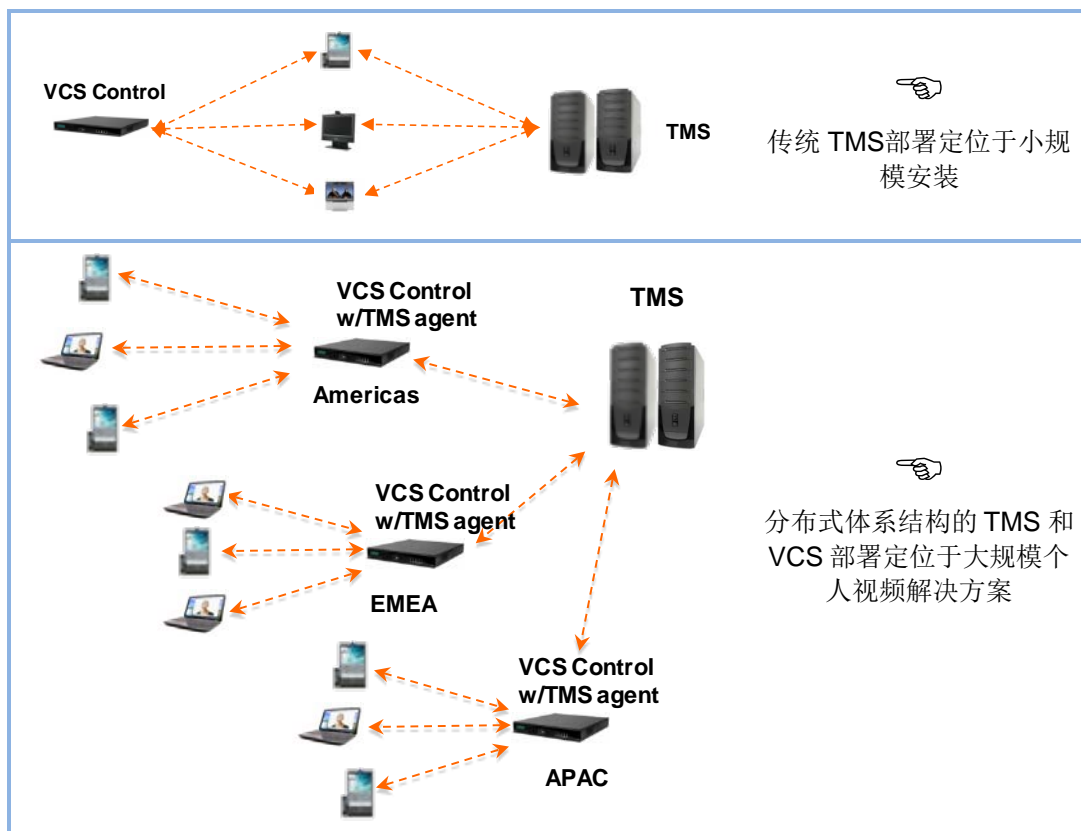 VCS Control
TMS
☜
传统 TMS部署定位于小规
模安装
VCS Control
w/TMS agent
Americas
TMS
VCS Control
w/TMS agent
EMEA
VCS Control
w/TMS agent
APAC
☜
分布式体系结构的 TMS 和
VCS 部署定位于大规模个
人视频解决方案